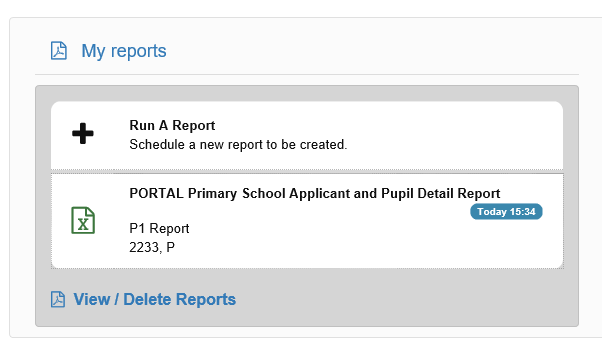 My reports
Run A Report
Schedule a new report to be created.
PORTAL Primary School Applicant and Pupil Detail Report
Today 15:34
P1 Report
2233, P
View / Delete Reports